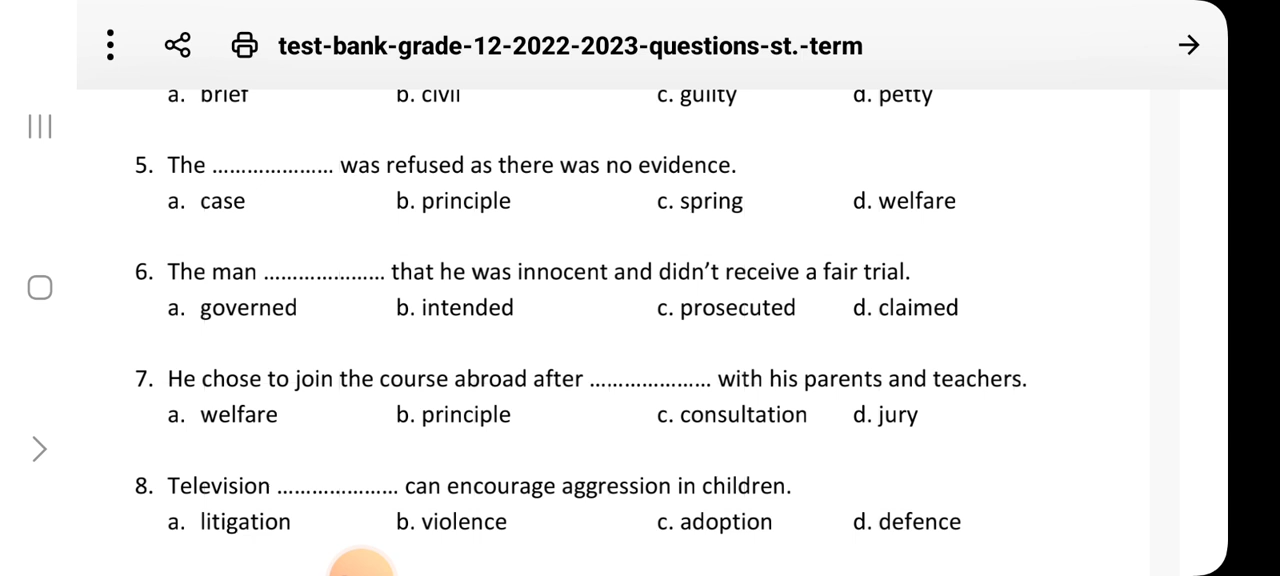 test-bank-grade-12-2022-2023-questions-st.-term
a. brief b. civil c. guilty d. petty
5. The ..................... was refused as there was no evidence.
a. case b. principle c. spring d. welfare
6. The man ..................... that he was innocent and didn’t receive a fair trial.
a. governed b. intended c. prosecuted d. claimed
7. He chose to join the course abroad after ..................... with his parents and teachers.
a. welfare b. principle c. consultation d. jury
8. Television ..................... can encourage aggression in children.
a. litigation b. violence c. adoption d. defence